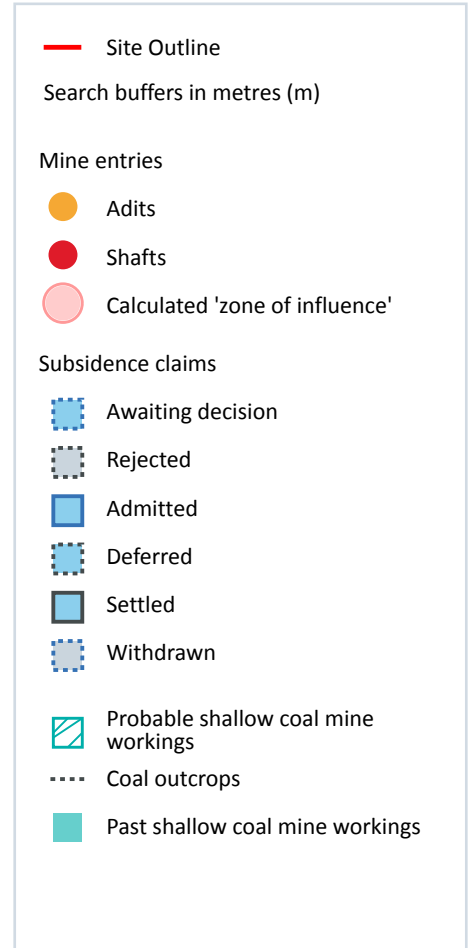 Site Outline
Search buffers in metres (m)
Mine entries
Adits
Shafts
Calculated 'zone of influence'
Subsidence claims
Awaiting decision
Rejected
Admitted
Deferred
Settled
Withdrawn
Probable shallow coal mine
workings
Coal outcrops
Past shallow coal mine workings